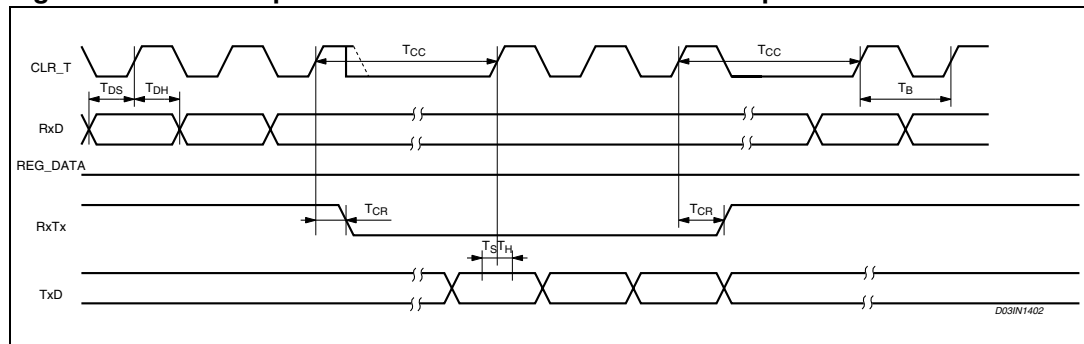 CLR_T
TCC
TCC
TDS
TDH
TB
RxD
REG_DATA
TCR
TCR
RxTx
TS TH
TxD
D03IN1402